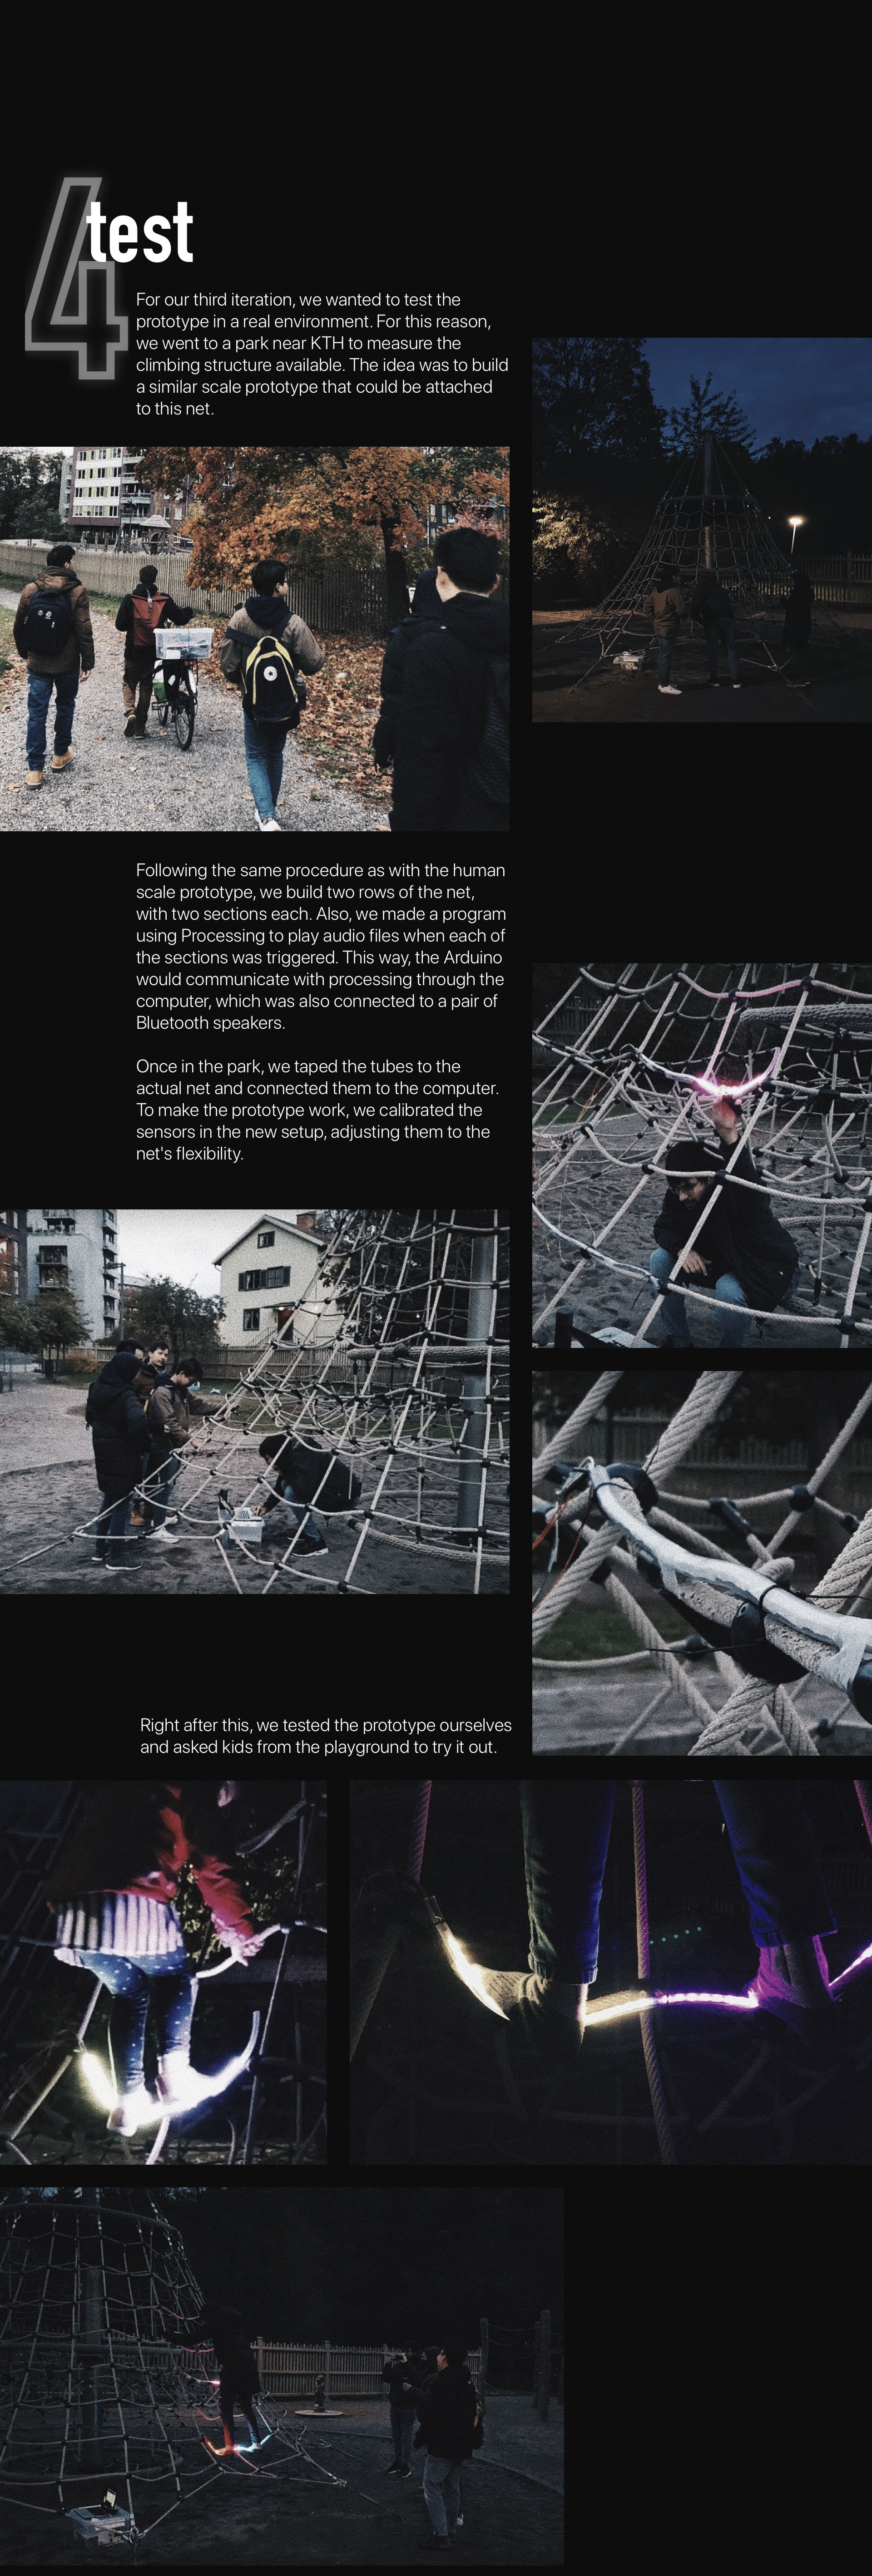 4
test
For our third iteration, we wanted to test the
prototype in a real environment. For this reason,
we went to a park near KTH to measure the
climbing structure available. The idea was to build
a similar scale prototype that could be attached
to this net.
Following the same procedure as with the human
scale prototype, we build two rows of the net,
with two sections each. Also, we made a program
using Processing to play audio files when each of
the sections was triggered. This way, the Arduino
would communicate with processing through the
computer, which was also connected to a pair of
Bluetooth speakers.
Once in the park, we taped the tubes to the
actual net and connected them to the computer.
To make the prototype work, we calibrated the
sensors in the new setup, adjusting them to the
net's flexibility.
Right after this, we tested the prototype ourselves
and asked kids from the playground to try it out.